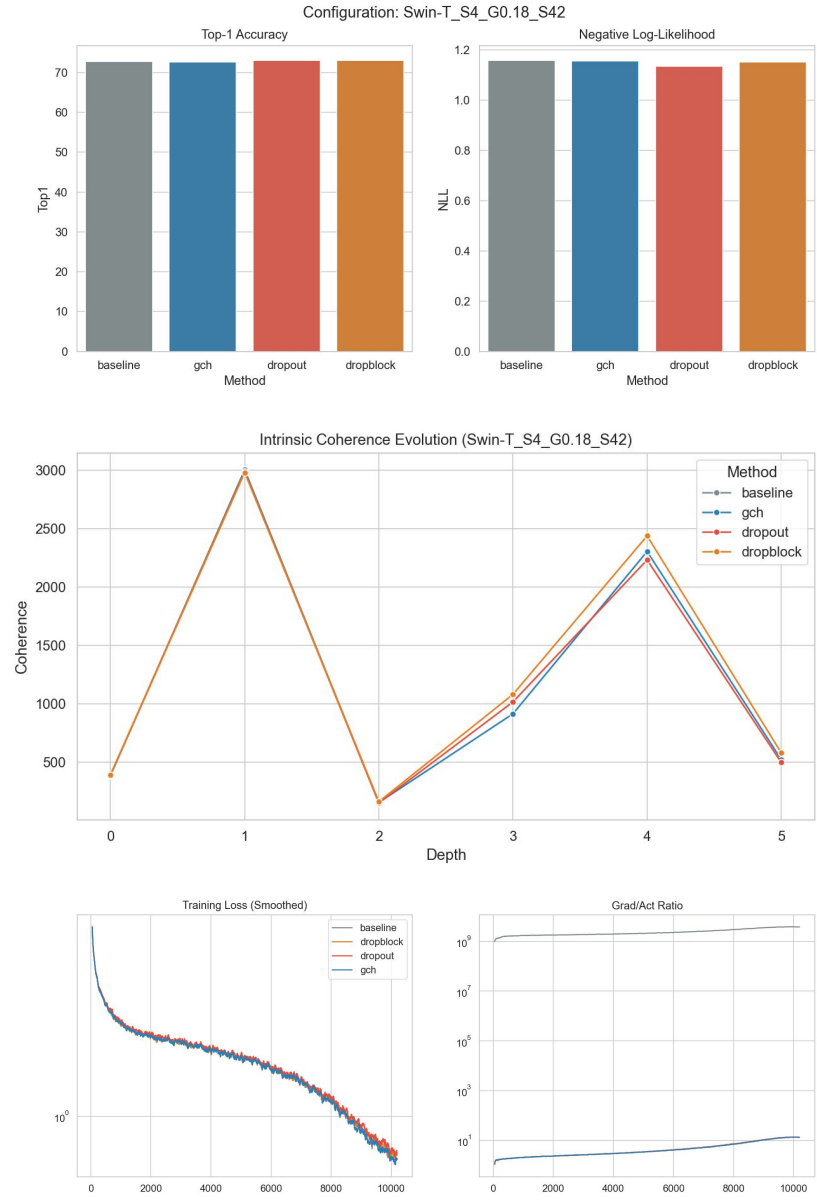 Configuration: Swin-T_S4_G0.18_S42
Top-1 Accuracy
Top1
70
60
50
40
30
20
10
0
baseline gch dropout dropblock
Method
Negative Log-Likelihood
NLL
1.2
1.0
0.8
0.6
0.4
0.2
0.0
baseline gch dropout dropblock
Method
Intrinsic Coherence Evolution (Swin-T_S4_G0.18_S42)
Coherence
3000
2500
2000
1500
1000
500
0 1 2 3 4 5
Depth
Method
baseline
gch
dropout
dropblock
Training Loss (Smoothed)
baseline
dropblock
dropout
gch
10⁰
0 2000 4000 6000 8000 10000
Grad/Act Ratio
10⁹
10⁷
10⁵
10³
10¹
0 2000 4000 6000 8000 10000